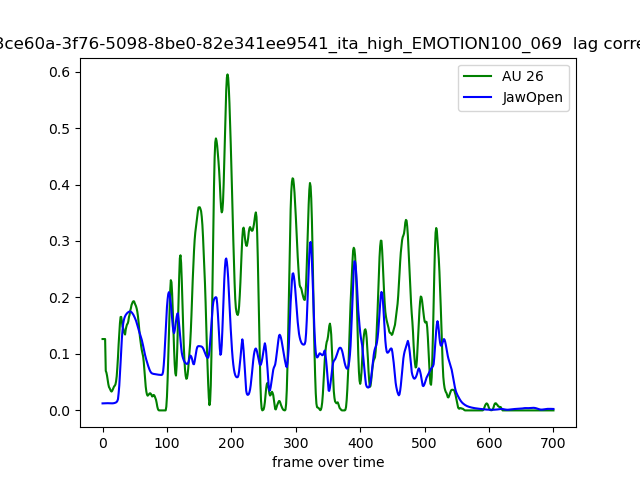 3ce60a-3f76-5098-8be0-82e341ee9541_ita_high_EMOTION100_069 lag corre
AU 26
JawOpen
0.6
0.5
0.4
0.3
0.2
0.1
0.0
0 100 200 300 400 500 600 700
frame over time